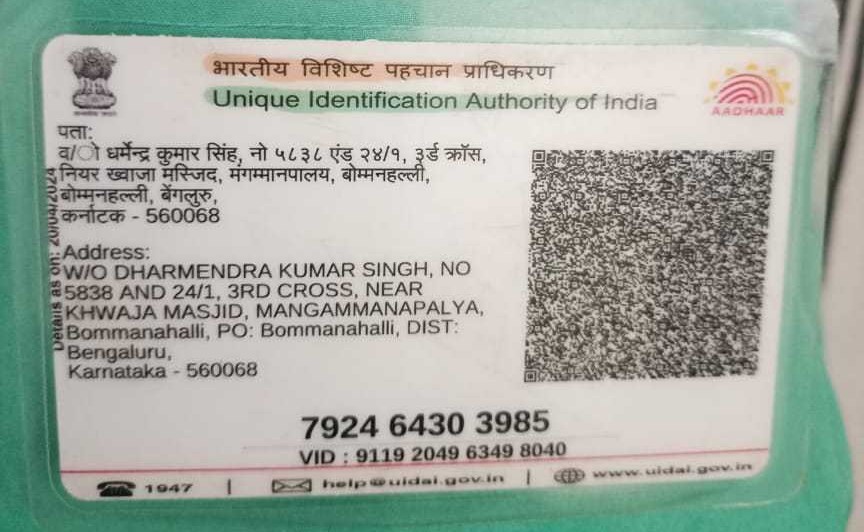 भारतीय विशिष्ट पहचान प्राधिकरण
Unique Identification Authority of India
AADHAAR
पता:
व/ो धर्मेन्द्र कुमार सिंह, नो ५८३८ एंड २४/१, ३र्ड क्रॉस,
नियर ख्वाजा मस्जिद, मंगम्मानपालय, बोम्मनहल्ली,
बोम्मनहल्ली, बेंगलुरु,
कर्नाटक - 560068
Details as on: 20/04/2024
Address:
W/O DHARMENDRA KUMAR SINGH, NO
5838 AND 24/1, 3RD CROSS, NEAR
KHWAJA MASJID, MANGAMMANAPALYA,
Bommanahalli, PO: Bommanahalli, DIST:
Bengaluru,
Karnataka - 560068
7924 6430 3985
VID : 9119 2049 6349 8040
1947 | help@uidai.gov.in | www.uidai.gov.in